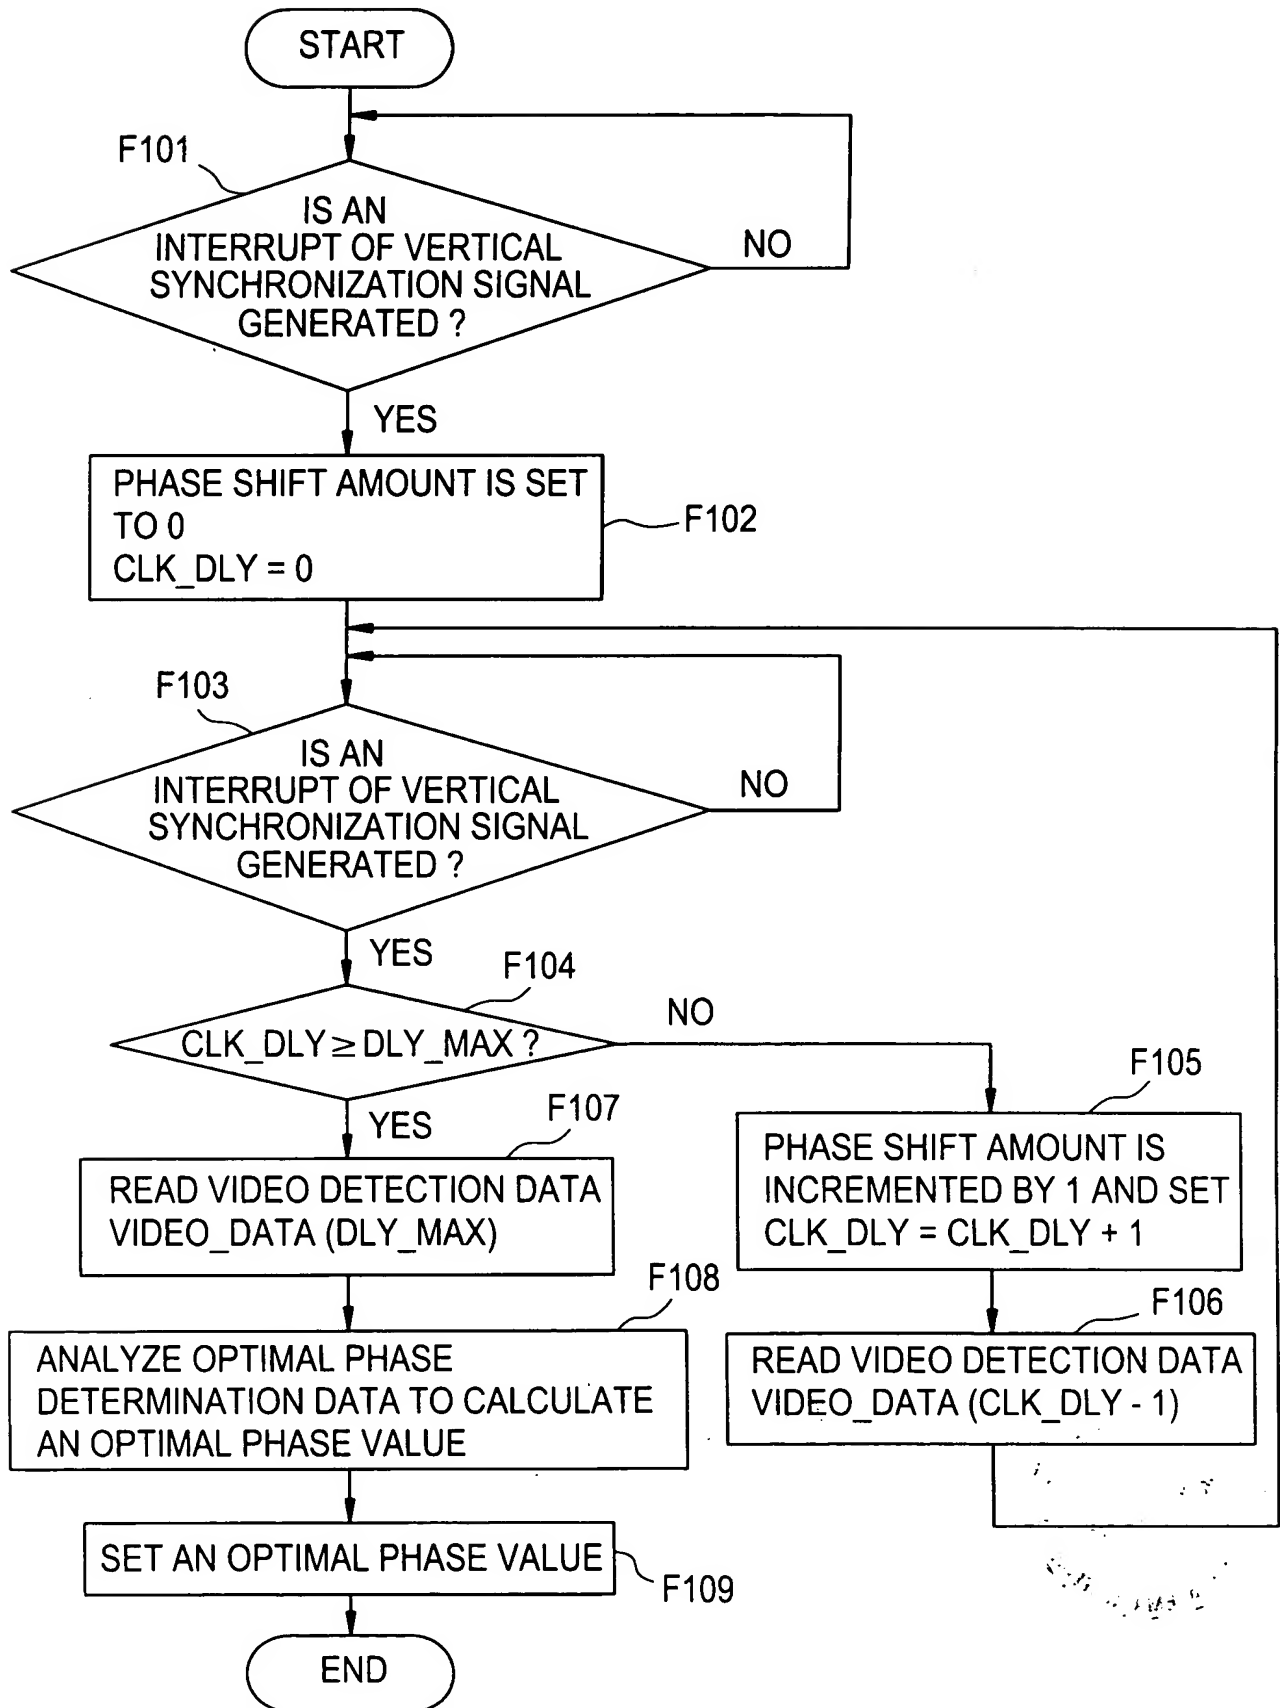 START
F101
IS AN
INTERRUPT OF VERTICAL
SYNCHRONIZATION SIGNAL
GENERATED ?
NO
YES
PHASE SHIFT AMOUNT IS SET
TO 0
CLK_DLY = 0
F102
F103
IS AN
INTERRUPT OF VERTICAL
SYNCHRONIZATION SIGNAL
GENERATED ?
NO
YES
F104
CLK_DLY ≥ DLY_MAX ?
NO
YES
F105
PHASE SHIFT AMOUNT IS
INCREMENTED BY 1 AND SET
CLK_DLY = CLK_DLY + 1
F106
READ VIDEO DETECTION DATA
VIDEO_DATA (CLK_DLY - 1)
F107
READ VIDEO DETECTION DATA
VIDEO_DATA (DLY_MAX)
F108
ANALYZE OPTIMAL PHASE
DETERMINATION DATA TO CALCULATE
AN OPTIMAL PHASE VALUE
SET AN OPTIMAL PHASE VALUE
F109
END